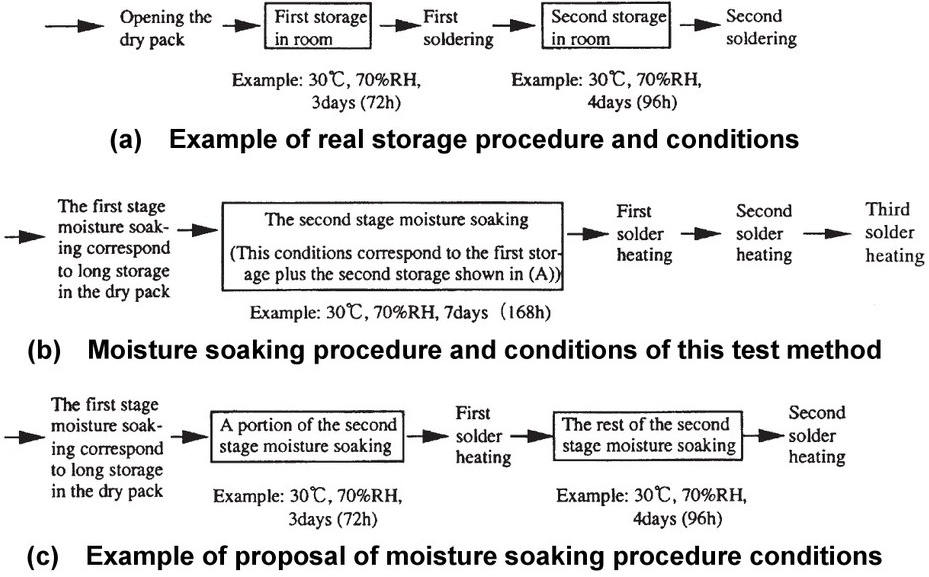 Opening the
dry pack
First storage
in room
First
soldering
Second storage
in room
Second
soldering
Example: 30℃, 70%RH,
3days (72h)
Example: 30℃, 70%RH,
4days (96h)
(a) Example of real storage procedure and conditions
The first stage
moisture soak-
ing correspond
to long storage
in the dry pack
The second stage moisture soaking
(This conditions correspond to the first stor-
age plus the second storage shown in (A))
First
solder
heating
Second
solder
heating
Third
solder
heating
Example: 30℃, 70%RH, 7days (168h)
(b) Moisture soaking procedure and conditions of this test method
The first stage
moisture soak-
ing correspond
to long storage
in the dry pack
A portion of the second
stage moisture soaking
First
solder
heating
The rest of the second
stage moisture soaking
Second
solder
heating
Example: 30℃, 70%RH,
3days (72h)
Example: 30℃, 70%RH,
4days (96h)
(c) Example of proposal of moisture soaking procedure conditions